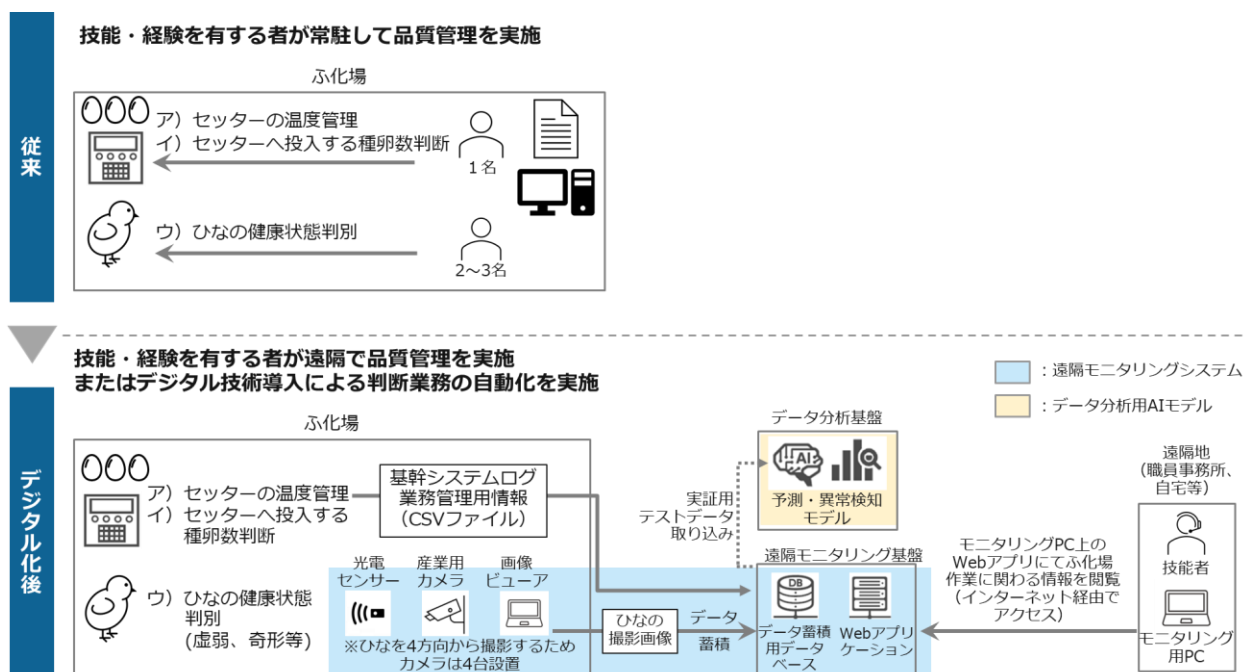 従来
技能・経験を有する者が常駐して品質管理を実施
ふ化場
ア）セッターの温度管理
イ）セッターへ投入する種卵数判断
1名
ウ）ひなの健康状態判別
2～3名
デジタル化後
技能・経験を有する者が遠隔で品質管理を実施
またはデジタル技術導入による判断業務の自動化を実施
：遠隔モニタリングシステム
：データ分析用AIモデル
ふ化場
ア）セッターの温度管理
イ）セッターへ投入する
種卵数判断
基幹システムログ
業務管理用情報
（CSVファイル）
ウ）ひなの健康状態
判別
（虚弱、奇形等）
光電
センサー
産業用
カメラ
画像
ビューア
※ひなを4方向から撮影するため
カメラは4台設置
ひなの
撮影画像
データ
蓄積
実証用
テストデータ
取り込み
データ分析基盤
AI
予測・異常検知
モデル
遠隔モニタリング基盤
DB
データ蓄積
用データ
ベース
Webアプリ
ケーション
モニタリングPC上の
Webアプリにてふ化場
作業に関わる情報を閲覧
（インターネット経由で
アクセス）
遠隔地
（職員事務所、
自宅等）
技能者
モニタリング
用PC